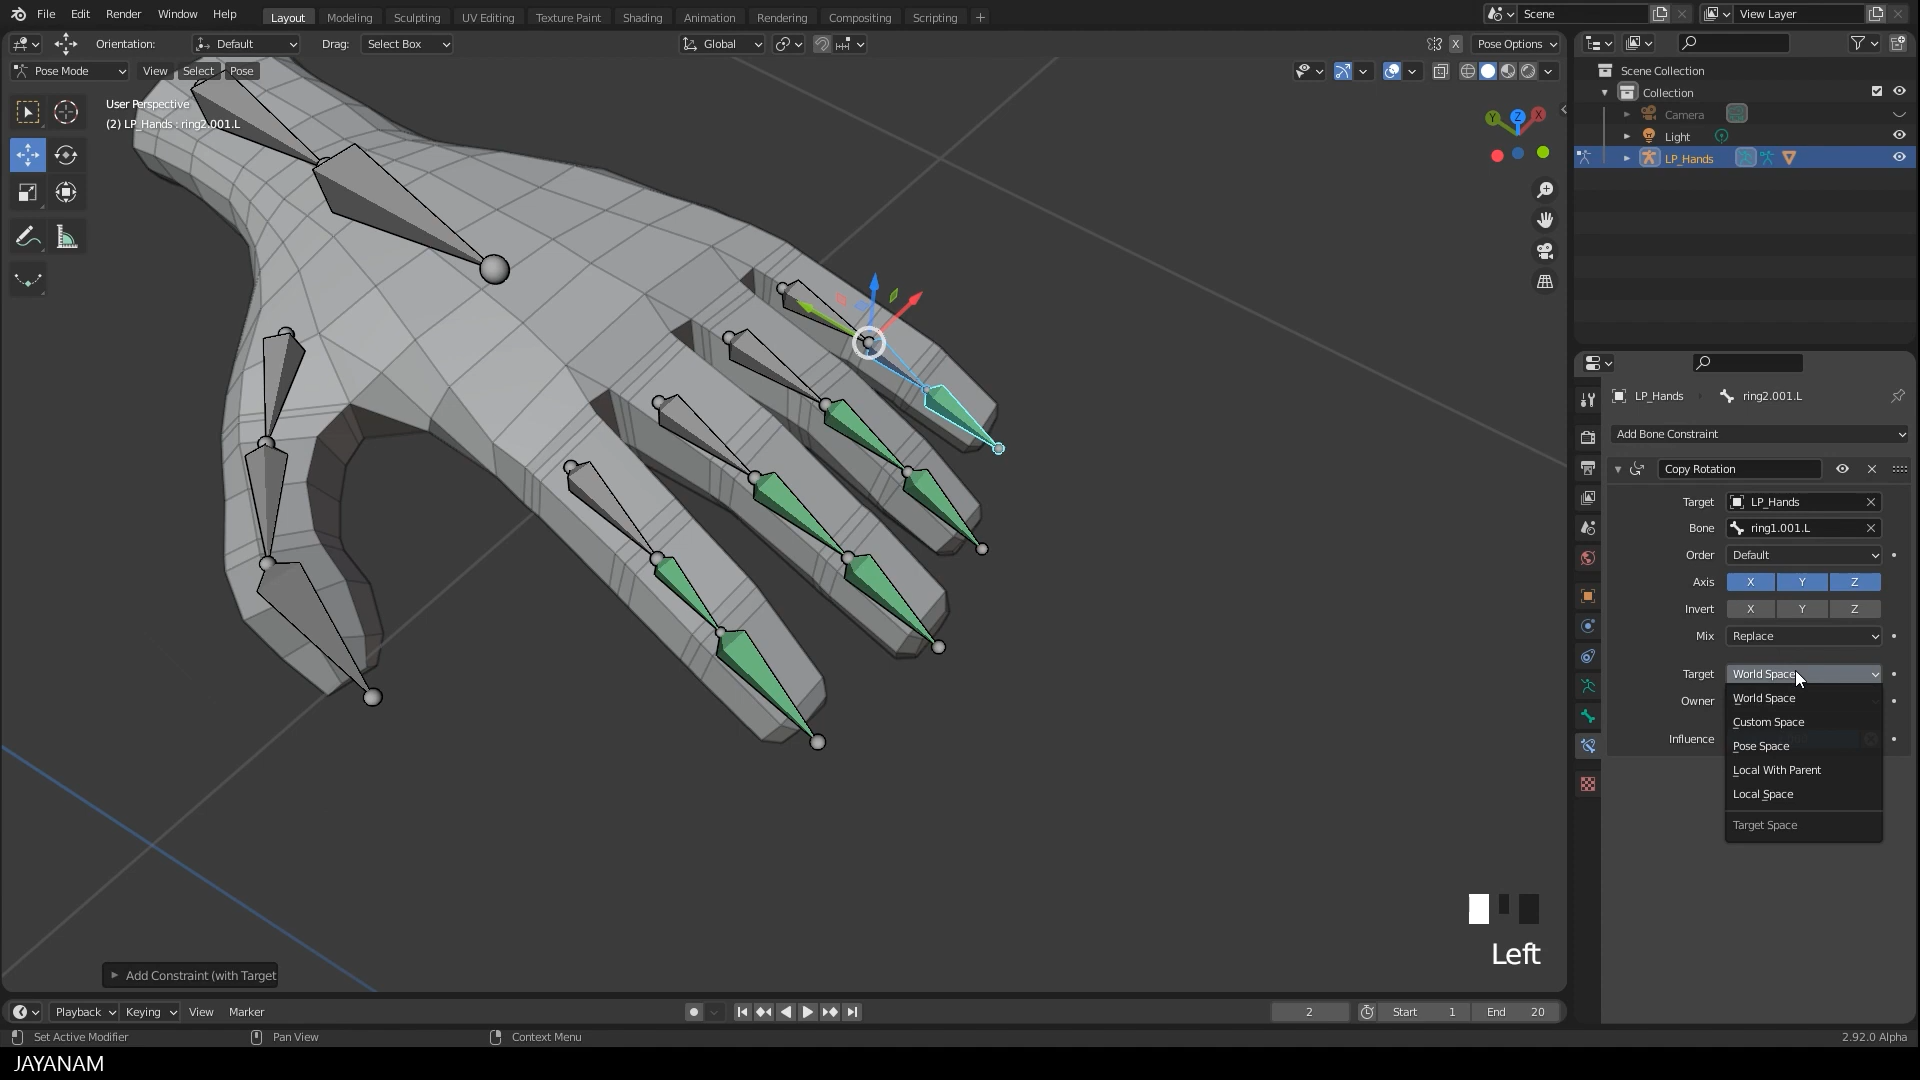 File Edit Render Window Help
Layout Modeling Sculpting UV Editing Texture Paint Shading Animation Rendering Compositing Scripting +
Scene
View Layer
Orientation: Default Drag: Select Box
Global
X Pose Options
Pose Mode View Select Pose
User Perspective
(2) LP_Hands : ring2.001.L
Y Z X
Scene Collection
Collection
Camera
Light
LP_Hands
LP_Hands ring2.001.L
Add Bone Constraint
Copy Rotation
Target LP_Hands
Bone ring1.001.L
Order Default
Axis X Y Z
Invert X Y Z
Mix Replace
Target World Space
World Space
Owner
Custom Space
Influence
Pose Space
Local With Parent
Local Space
Target Space
Left
Add Constraint (with Target
Playback Keying View Marker
2 Start 1 End 20
Set Active Modifier Pan View Context Menu
2.92.0 Alpha
JAYANAM